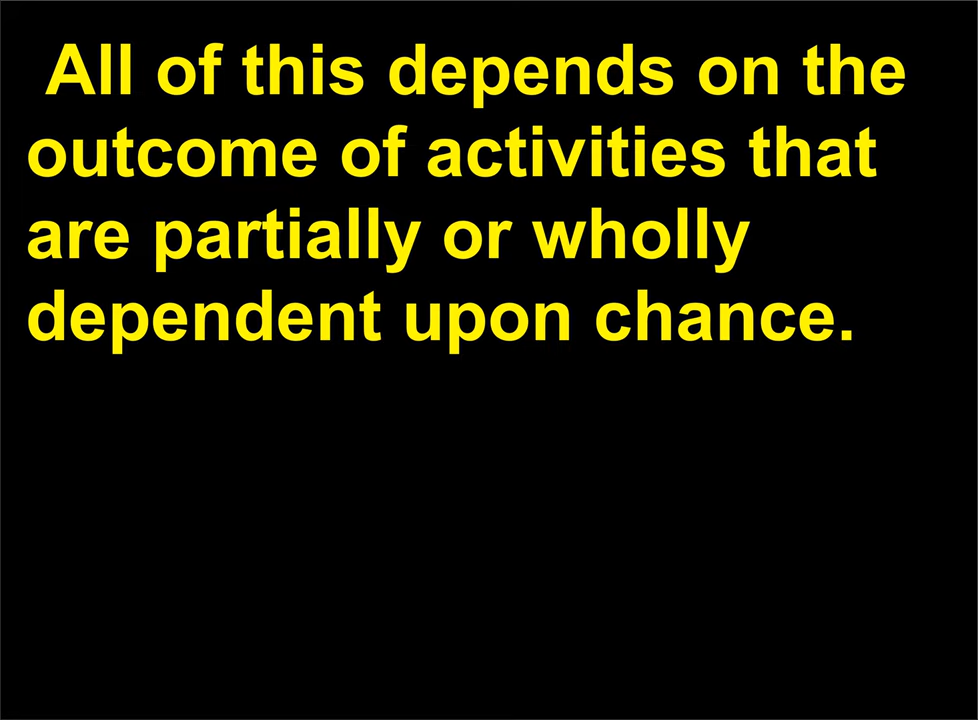 All of this depends on the
outcome of activities that
are partially or wholly
dependent upon chance.